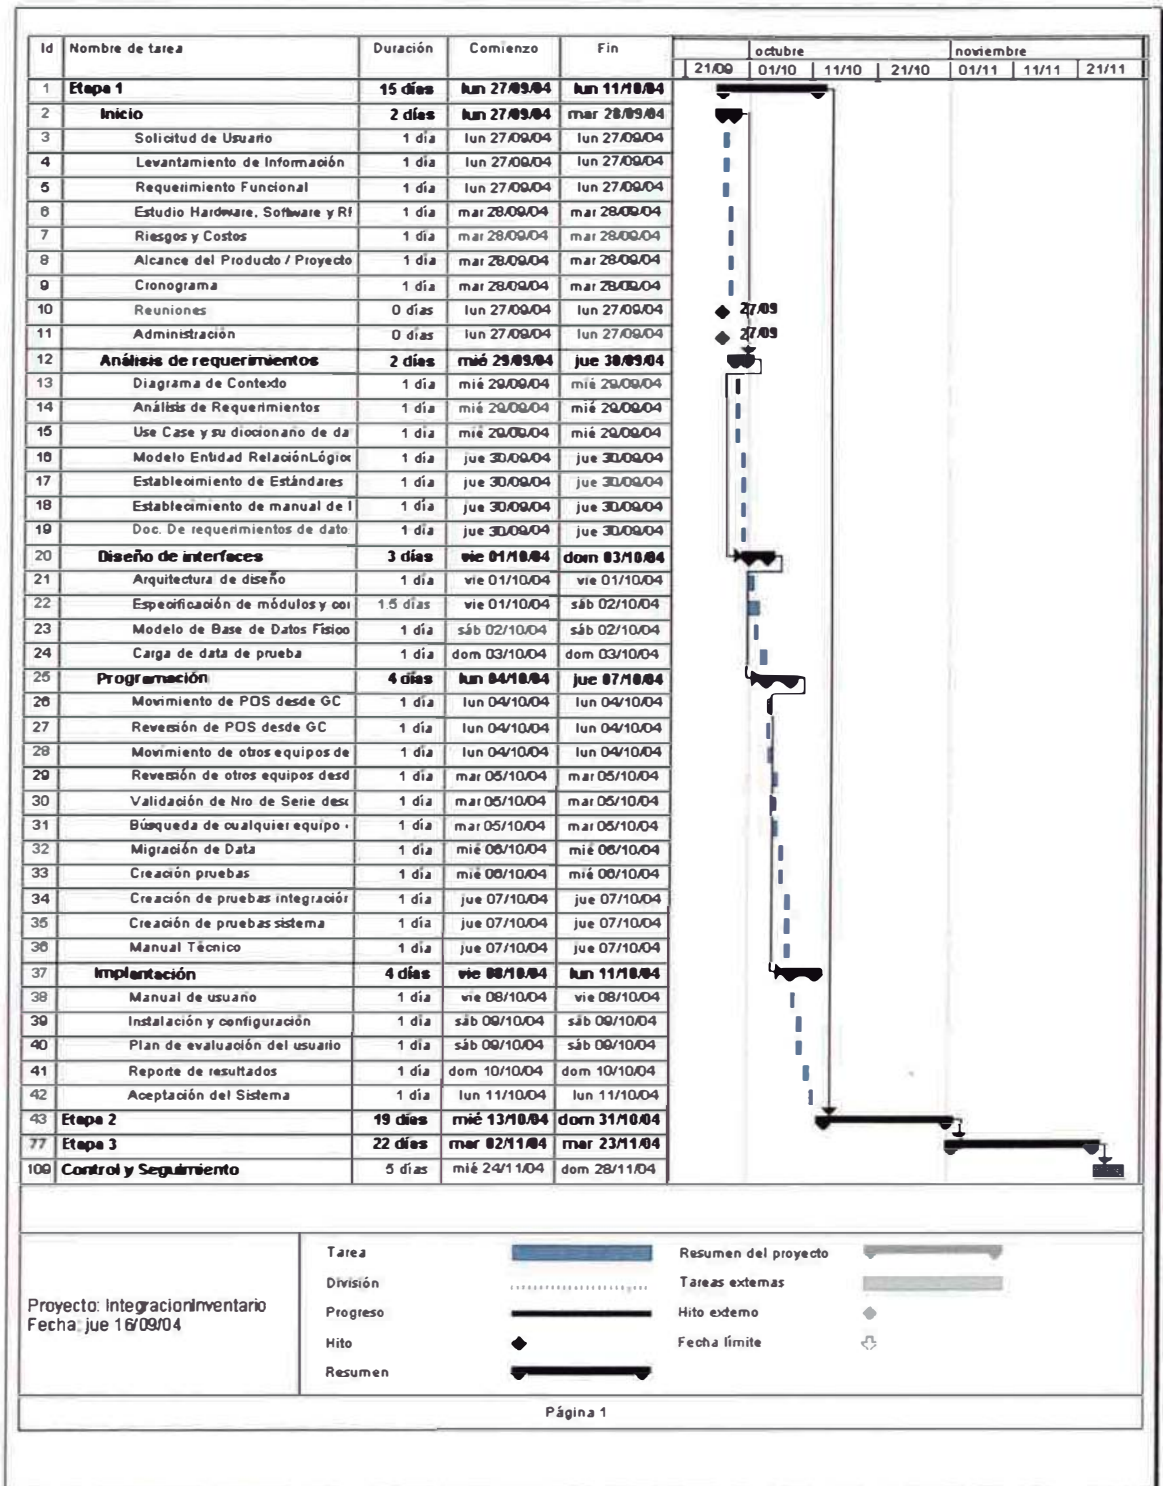 Id Nombre de tarea Duración Comienzo Fin octubre noviembre
21/09 01/10 11/10 21/10 01/11 11/11 21/11
1 Etapa 1 15 días lun 27/09/04 lun 11/10/04
2 Inicio 2 días lun 27/09/04 mar 28/09/04
3 Solicitud de Usuario 1 día lun 27/09/04 lun 27/09/04
4 Levantamiento de Información 1 día lun 27/09/04 lun 27/09/04
5 Requerimiento Funcional 1 día lun 27/09/04 lun 27/09/04
6 Estudio Hardware, Software y RF 1 día mar 28/09/04 mar 28/09/04
7 Riesgos y Costos 1 día mar 28/09/04 mar 28/09/04
8 Alcance del Producto / Proyecto 1 día mar 28/09/04 mar 28/09/04
9 Cronograma 1 día mar 28/09/04 mar 28/09/04
10 Reuniones 0 días lun 27/09/04 lun 27/09/04 27/09
11 Administración 0 días lun 27/09/04 lun 27/09/04 27/09
12 Análisis de requerimientos 2 días mié 29/09/04 jue 30/09/04
13 Diagrama de Contexto 1 día mié 29/09/04 mié 29/09/04
14 Análisis de Requerimientos 1 día mié 29/09/04 mié 29/09/04
15 Use Case y su diccionario de da 1 día mié 29/09/04 mié 29/09/04
16 Modelo Entidad RelaciónLógico 1 día jue 30/09/04 jue 30/09/04
17 Establecimiento de Estándares 1 día jue 30/09/04 jue 30/09/04
18 Establecimiento de manual de 1 día jue 30/09/04 jue 30/09/04
19 Doc. De requerimientos de dato 1 día jue 30/09/04 jue 30/09/04
20 Diseño de interfaces 3 días vie 01/10/04 dom 03/10/04
21 Arquitectura de diseño 1 día vie 01/10/04 vie 01/10/04
22 Especificación de módulos y cor 1.5 días vie 01/10/04 sáb 02/10/04
23 Modelo de Base de Datos Físico 1 día sáb 02/10/04 sáb 02/10/04
24 Carga de data de prueba 1 día dom 03/10/04 dom 03/10/04
25 Programación 4 días lun 04/10/04 jue 07/10/04
26 Movimiento de POS desde GC 1 día lun 04/10/04 lun 04/10/04
27 Reversión de POS desde GC 1 día lun 04/10/04 lun 04/10/04
28 Movimiento de otros equipos de 1 día lun 04/10/04 lun 04/10/04
29 Reversión de otros equipos desd 1 día mar 05/10/04 mar 05/10/04
30 Validación de Nro de Serie desc 1 día mar 05/10/04 mar 05/10/04
31 Búsqueda de cualquier equipo 1 día mar 05/10/04 mar 05/10/04
32 Migración de Data 1 día mié 06/10/04 mié 06/10/04
33 Creación pruebas 1 día mié 06/10/04 mié 06/10/04
34 Creación de pruebas integraciór 1 día jue 07/10/04 jue 07/10/04
35 Creación de pruebas sistema 1 día jue 07/10/04 jue 07/10/04
36 Manual Técnico 1 día jue 07/10/04 jue 07/10/04
37 Implantación 4 días vie 08/10/04 lun 11/10/04
38 Manual de usuario 1 día vie 08/10/04 vie 08/10/04
39 Instalación y configuración 1 día sáb 09/10/04 sáb 09/10/04
40 Plan de evaluación del usuario 1 día sáb 09/10/04 sáb 09/10/04
41 Reporte de resultados 1 día dom 10/10/04 dom 10/10/04
42 Aceptación del Sistema 1 día lun 11/10/04 lun 11/10/04
43 Etapa 2 19 días mié 13/10/04 dom 31/10/04
77 Etapa 3 22 días mar 02/11/04 mar 23/11/04
109 Control y Seguimiento 5 días mié 24/11/04 dom 28/11/04
Proyecto: IntegracionInventario
Fecha: jue 16/09/04
Tarea
División
Progreso
Hito
Resumen
Resumen del proyecto
Tareas externas
Hito externo
Fecha límite
Página 1